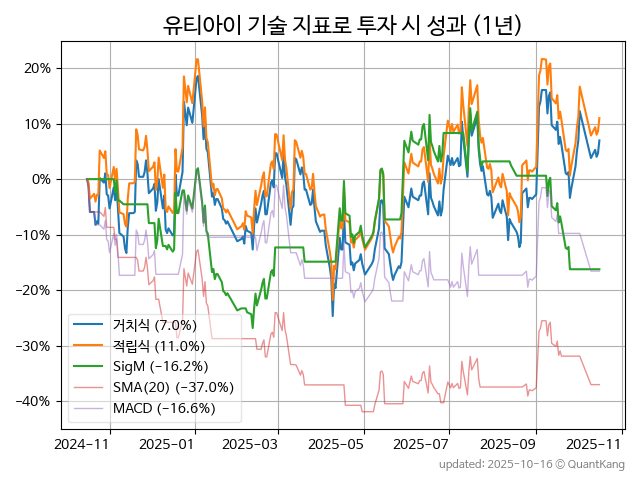 유티아이 기술 지표로 투자 시 성과 (1년)
20%
10%
0%
−10%
−20%
−30%
−40%
거치식 (7.0%)
적립식 (11.0%)
SigM (−16.2%)
SMA(20) (−37.0%)
MACD (−16.6%)
2024-11 2025-01 2025-03 2025-05 2025-07 2025-09 2025-11
updated: 2025-10-16 © QuantKang